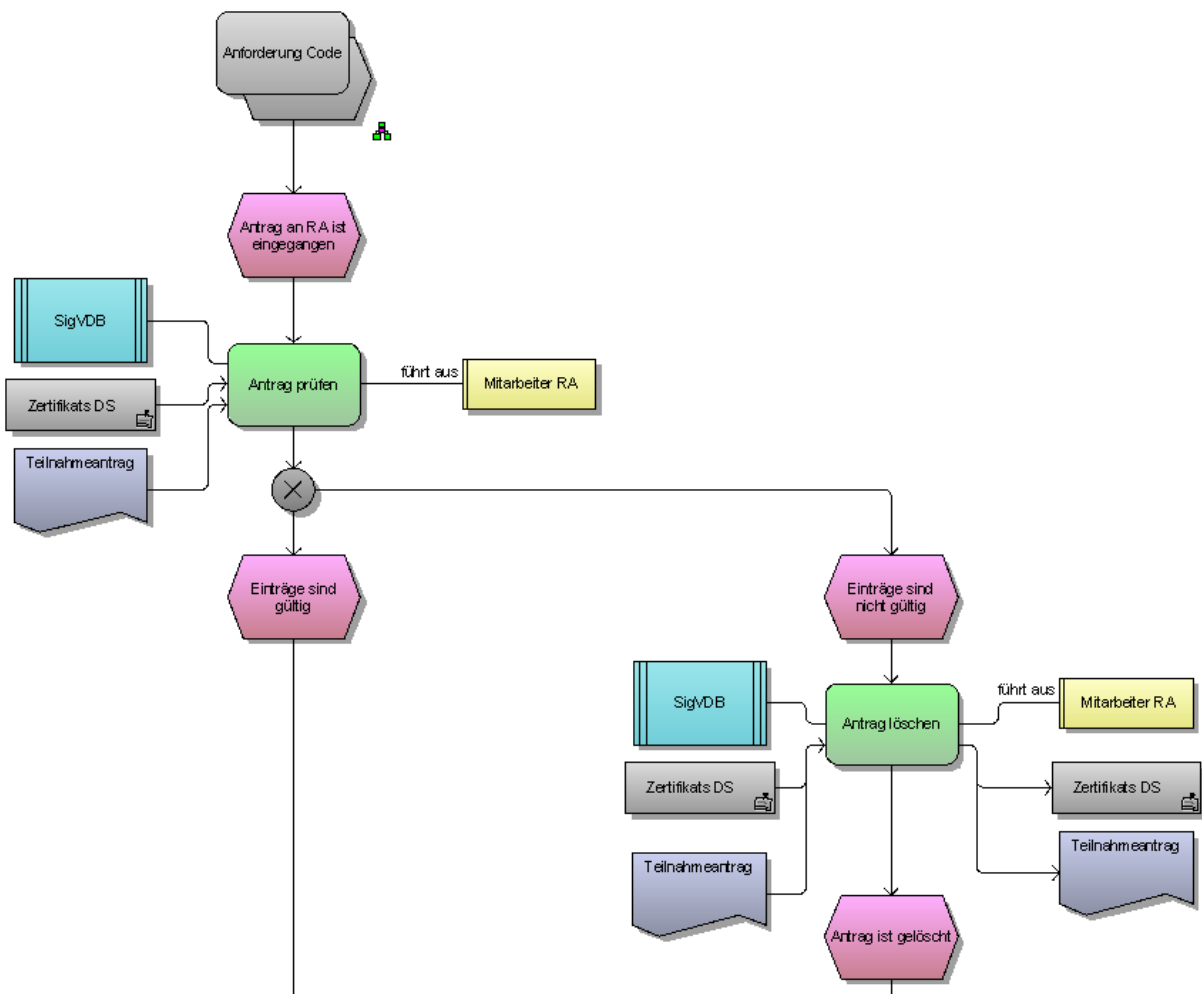 Anforderung Code
Antrag an RA ist
eingegangen
SigVDB
Antrag prüfen
führt aus
Mitarbeiter RA
Zertifikats DS
Teilnahmeantrag
Einträge sind
gültig
Einträge sind
nicht gültig
SigVDB
Antrag löschen
führt aus
Mitarbeiter RA
Zertifikats DS
Zertifikats DS
Teilnahmeantrag
Teilnahmeantrag
Antrag ist gelöscht